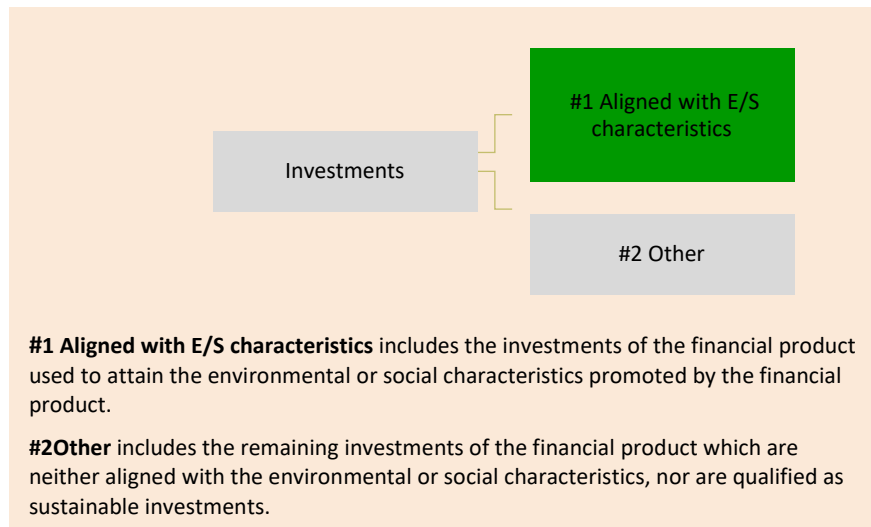 #1 Aligned with E/S
characteristics
Investments
#2 Other
#1 Aligned with E/S characteristics includes the investments of the financial product
used to attain the environmental or social characteristics promoted by the financial
product.
#2Other includes the remaining investments of the financial product which are
neither aligned with the environmental or social characteristics, nor are qualified as
sustainable investments.